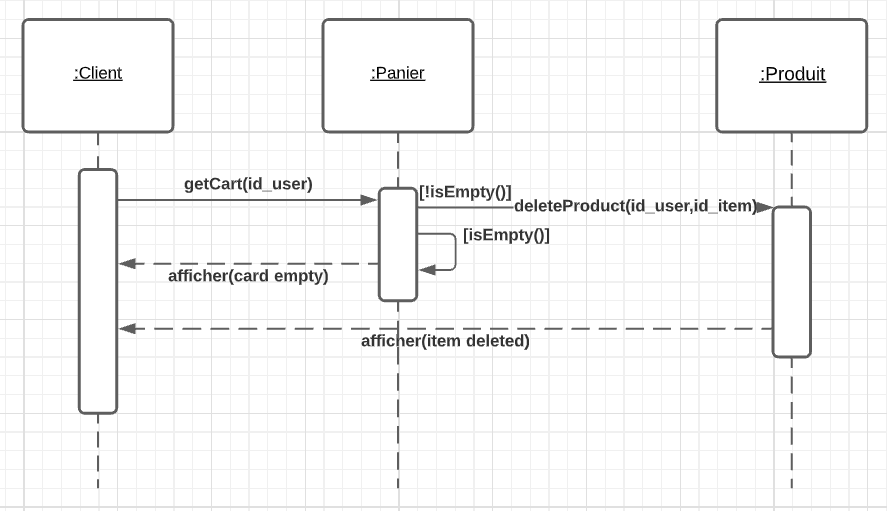 :Client
:Panier
:Produit
getCart(id_user)
[!isEmpty()]
deleteProduct(id_user,id_item)
[isEmpty()]
afficher(card empty)
afficher(item deleted)